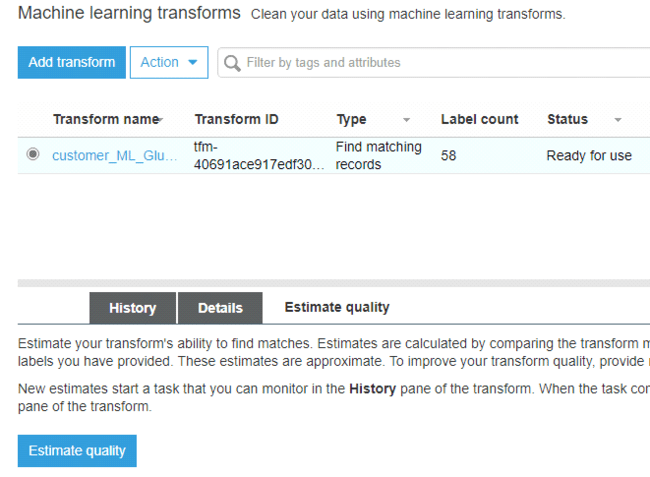 Machine learning transforms Clean your data using machine learning transforms.
Add transform Action Filter by tags and attributes
Transform name Transform ID Type Label count Status
customer_ML_Glu... tfm-40691ace917edf30... Find matching records 58 Ready for use
History Details Estimate quality
Estimate your transform's ability to find matches. Estimates are calculated by comparing the transform
labels you have provided. These estimates are approximate. To improve your transform quality, provide
New estimates start a task that you can monitor in the History pane of the transform. When the task
pane of the transform.
Estimate quality